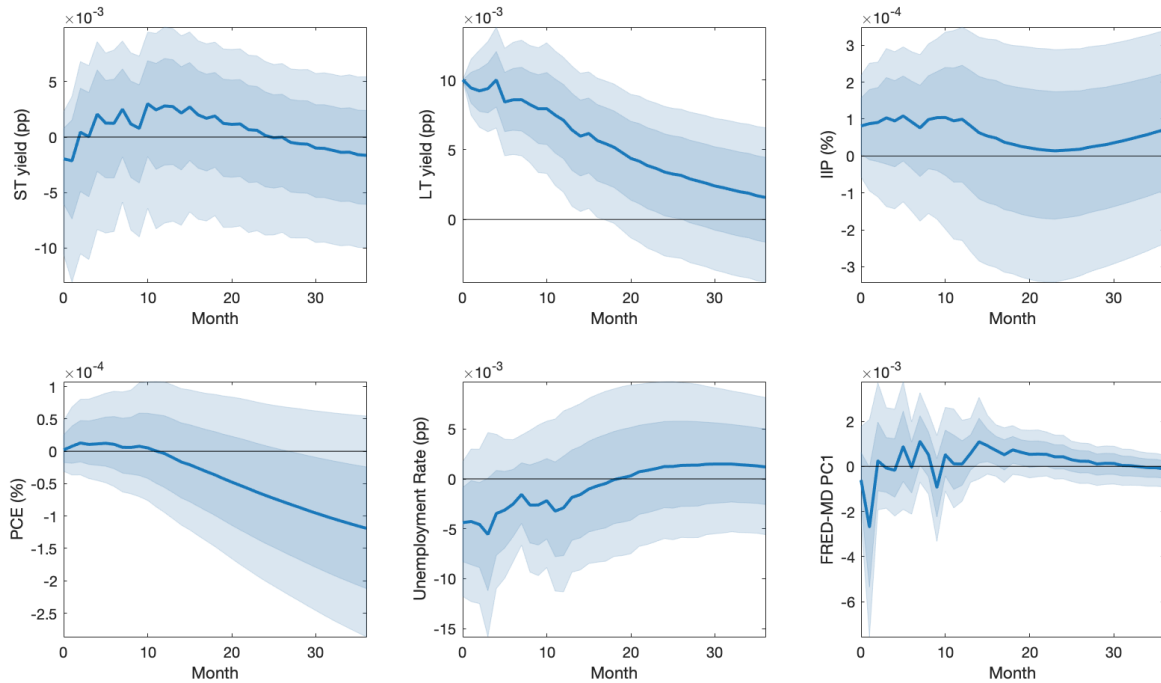 ×10⁻³
ST yield (pp)
5
0
-5
-10
0 10 20 30
Month
×10⁻³
LT yield (pp)
10
5
0
0 10 20 30
Month
×10⁻⁴
IIP (%)
3
2
1
0
-1
-2
-3
0 10 20 30
Month
×10⁻⁴
PCE (%)
1
0.5
0
-0.5
-1
-1.5
-2
-2.5
0 10 20 30
Month
×10⁻³
Unemployment Rate (pp)
5
0
-5
-10
-15
0 10 20 30
Month
×10⁻³
FRED-MD PC1
2
0
-2
-4
-6
0 10 20 30
Month